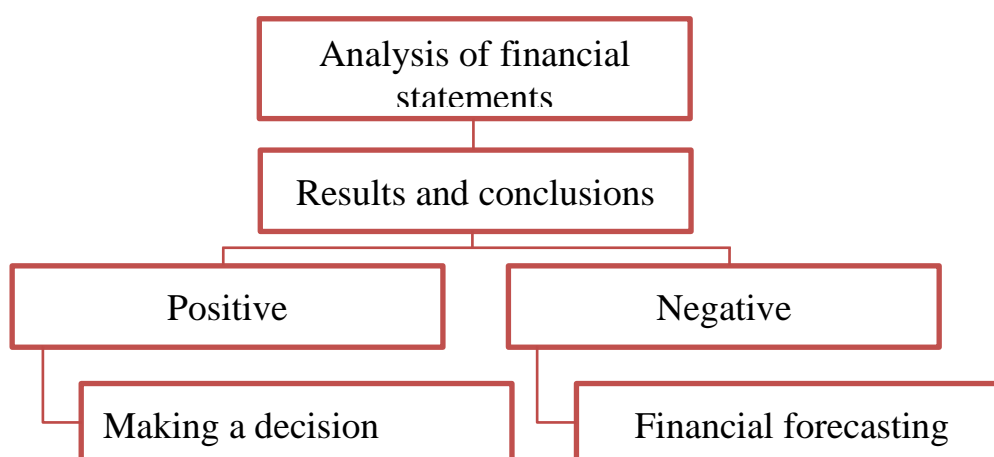 Analysis of financial
statements
Results and conclusions
Positive
Negative
Making a decision
Financial forecasting